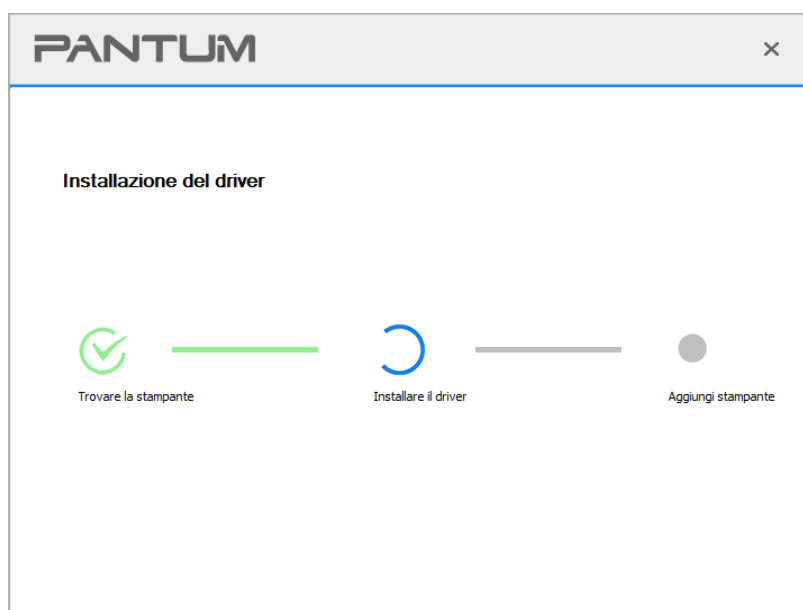 PANTUM
Installazione del driver
Trovare la stampante
Installare il driver
Aggiungi stampante